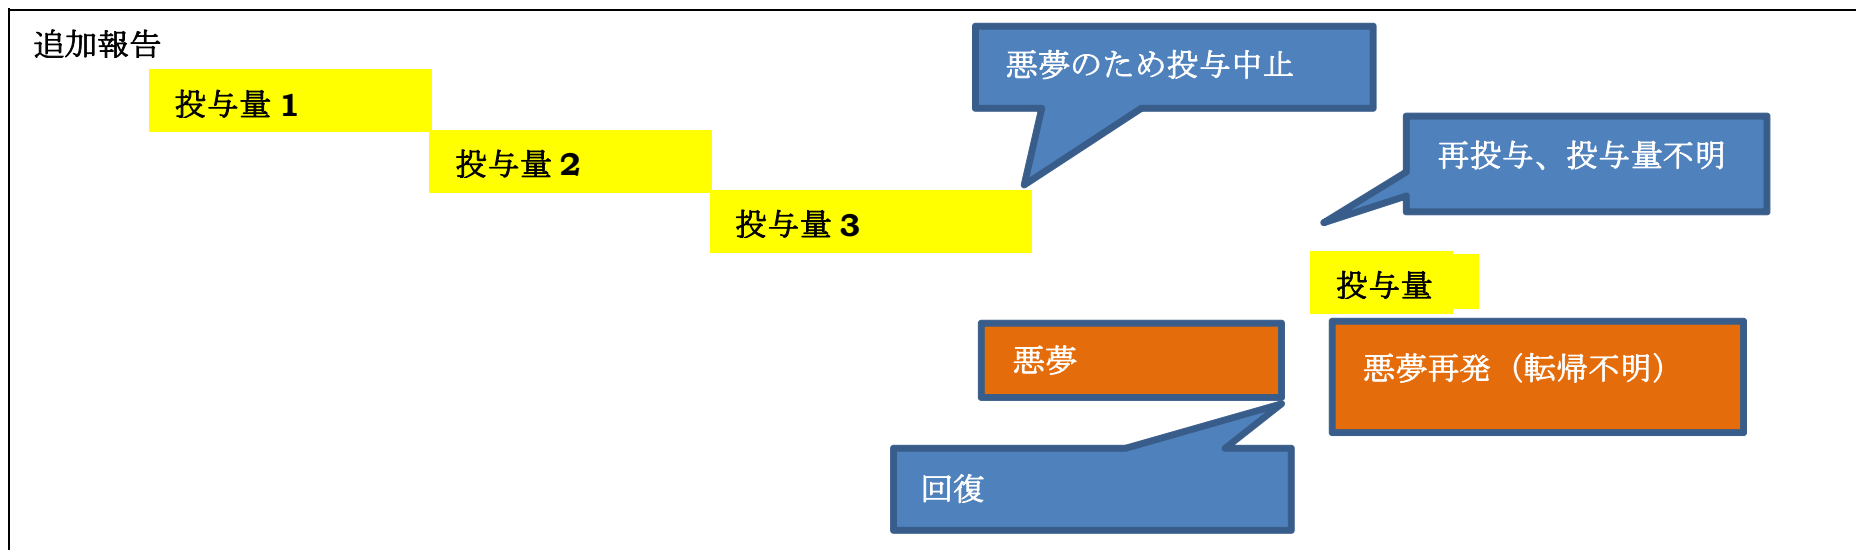 追加報告
悪夢のため投与中止
投与量 1
再投与、投与量不明
投与量 2
投与量 3
投与量
悪夢
悪夢再発（転帰不明）
回復